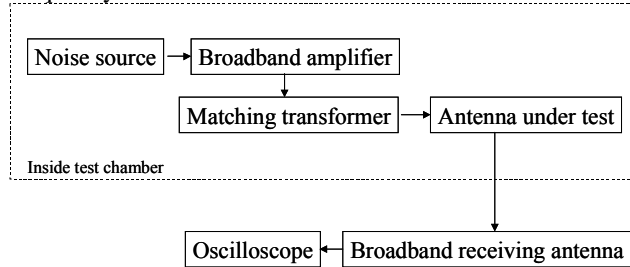 Noise source
Broadband amplifier
Matching transformer
Antenna under test
Inside test chamber
Oscilloscope
Broadband receiving antenna